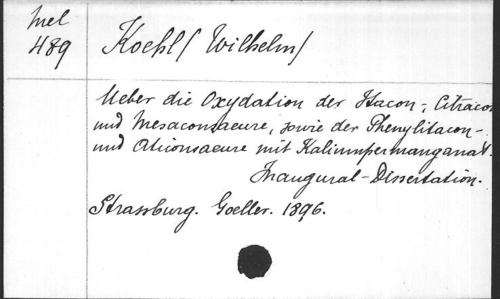 Mel
489
Koehl / Wilhelm /
Ueber die Oxydation der Itacon-, Citracon
und Mesaconsaeure, sowie der Phenylitacon-
und Aticonsaeure mit Kaliumpermanganat.
Inaugural-Dissertation.
Strassburg. Goeller. 1896.